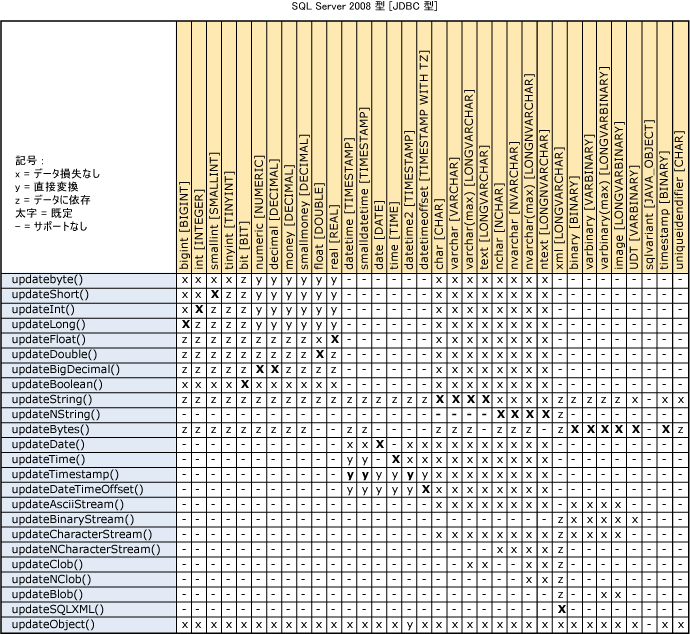 SQL Server 2008 型 [JDBC 型]
記号 :
x = データ損失なし
y = 直接変換
z = データに依存
太字 = 既定
– = サポートなし
bigint [BIGINT]
int [INTEGER]
smallint [SMALLINT]
tinyint [TINYINT]
bit [BIT]
numeric [NUMERIC]
decimal [DECIMAL]
money [DECIMAL]
smallmoney [DECIMAL]
float [DOUBLE]
real [REAL]
datetime [TIMESTAMP]
smalldatetime [TIMESTAMP]
date [DATE]
time [TIME]
datetime2 [TIMESTAMP]
datetimeoffset [TIMESTAMP WITH TZ]
char [CHAR]
varchar [VARCHAR]
varchar(max) [LONGVARCHAR]
text [LONGVARCHAR]
nchar [NCHAR]
nvarchar [NVARCHAR]
nvarchar(max) [LONGNVARCHAR]
ntext [LONGNVARCHAR]
xml [LONGVARCHAR]
binary [BINARY]
varbinary [VARBINARY]
varbinary(max) [LONGVARBINARY]
image [LONGVARBINARY]
UDT [VARBINARY]
sqlvariant [JAVA_OBJECT]
timestamp [BINARY]
uniqueidendifier [CHAR]
updatebyte() x x x x z y y y y y y - - - - - - x x x x x x x x - - - - - - - - -
updateShort() x x x z z y y y y y y - - - - - - x x x x x x x x - - - - - - - - -
updateInt() x x z z z y y y y y y - - - - - - x x x x x x x x - - - - - - - - -
updateLong() x z z z z y y y y y y - - - - - - x x x x x x x x - - - - - - - - -
updateFloat() z z z z z z z z z x x - - - - - - x x x x x x x x - - - - - - - - -
updateDouble() z z z z z z z z z x z - - - - - - x x x x x x x x - - - - - - - - -
updateBigDecimal() z z z z z x x z z z z - - - - - - x x x x x x x x - - - - - - - - -
updateBoolean() x x x x x x x x x x x - - - - - - x x x x x x x x - - - - - - - - -
updateString() z z z z z z z z z z z z z z z z z x x x x x x x x z z z z z x - x x
updateNString() - - - - - - - - - - - - - - - - - - - - - x x x x z - - - - - - - -
updateBytes()
updateDate() - - - - - - - - - - - x x x - x x x x x x x x x x - - - - - - - - -
updateTime() - - - - - - - - - - - y y - x x x x x x x x x x x - - - - - - - - -
updateTimestamp() - - - - - - - - - - - y y y y y y x x x x x x x x - - - - - - - - -
updateDateTimeOffset() - - - - - - - - - - - y y y y y x x x x x x x x x - - - - - - - - -
updateAsciiStream() - - - - - - - - - - - - - - - - - x x x x x x x x - x x x x - - - -
updateBinaryStream() - - - - - - - - - - - - - - - - - - - - - - - - - z x x x x x - - -
updateCharacterStream() - - - - - - - - - - - - - - - - - x x x x x x x x z x x x x - - - -
updateNCharacterStream() - - - - - - - - - - - - - - - - - - - - - x x x x z - - - - - - - -
updateClob() - - - - - - - - - - - - - - - - - - - x x - - x x z - - - - - - - -
updateNClob() - - - - - - - - - - - - - - - - - - - - - - - x x z - - - - - - - -
updateBlob() - - - - - - - - - - - - - - - - - - - - - - - - - z - - x x - - - -
updateSQLXML() - - - - - - - - - - - - - - - - - - - - - - - - - x - - - - - - - -
updateObject() x x x x x x x x x x x x x x x y x x x x x x x x x x x x x x x - x x